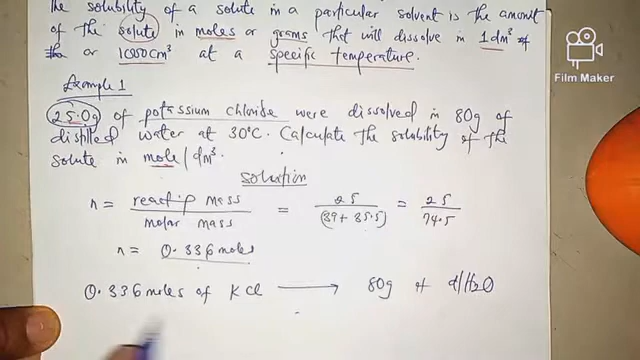 the solubility of a solute in a particular solvent is the amount
of the solute in moles or grams that will dissolve in 1dm³ of
or 1000cm³ at a specific temperature.
Film Maker
Example 1
25.0g of potassium chloride were dissolved in 80g of
distilled water at 30°C. Calculate the solubility of the
solute in mole/dm³.
Solution
n = reacting mass / molar mass = 25 / (39 + 35.5) = 25 / 74.5
n = 0.336 moles
0.336 moles of KCl → 80g of d/H2O